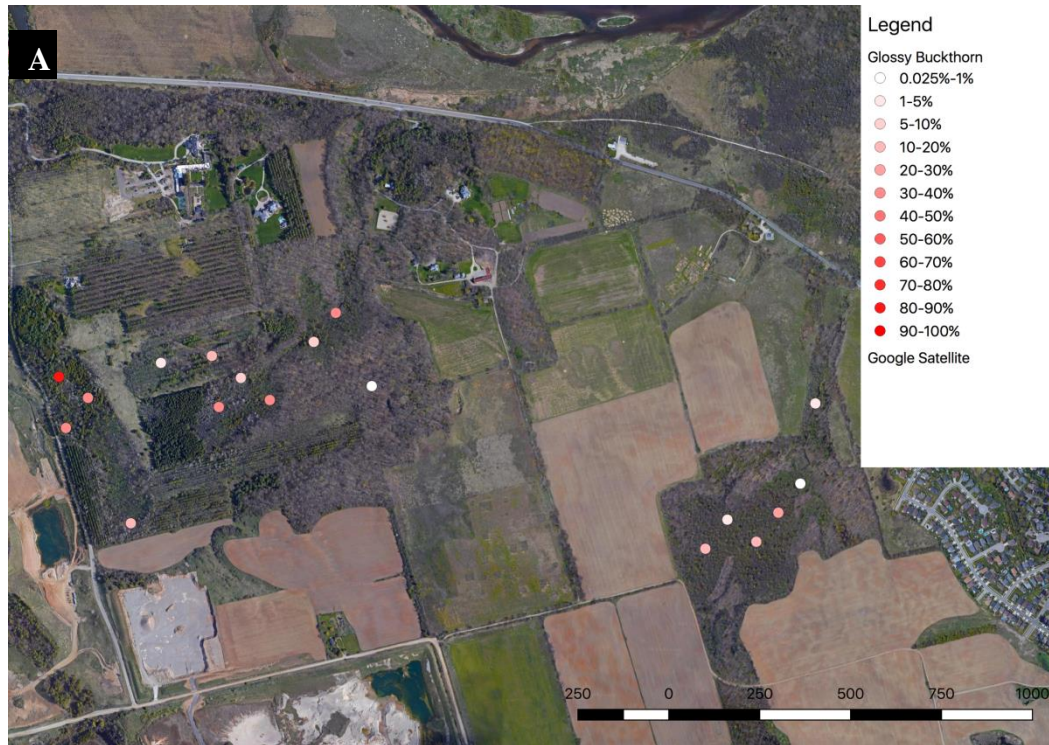 A
Legend
Glossy Buckthorn
0.025%-1%
1-5%
5-10%
10-20%
20-30%
30-40%
40-50%
50-60%
60-70%
70-80%
80-90%
90-100%
Google Satellite
250 0 250 500 750 1000